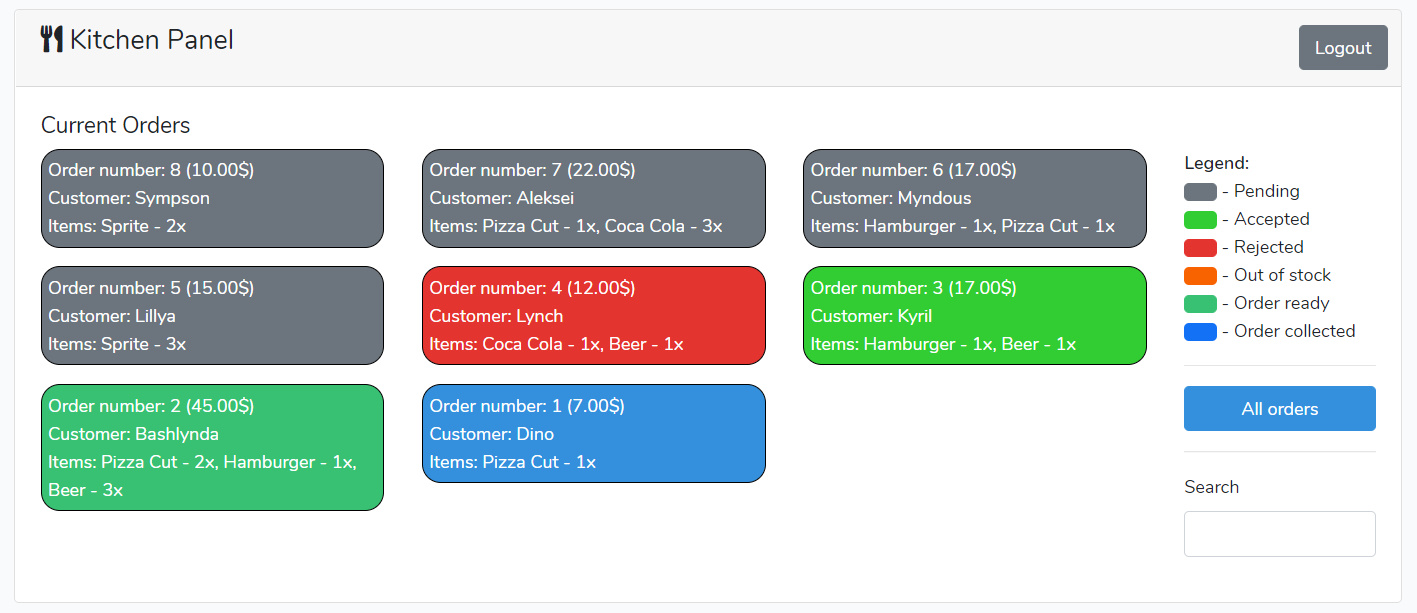 Kitchen Panel
Logout
Current Orders
Order number: 8 (10.00$)
Customer: Sympson
Items: Sprite - 2x
Order number: 7 (22.00$)
Customer: Aleksei
Items: Pizza Cut - 1x, Coca Cola - 3x
Order number: 6 (17.00$)
Customer: Myndous
Items: Hamburger - 1x, Pizza Cut - 1x
Order number: 5 (15.00$)
Customer: Lillya
Items: Sprite - 3x
Order number: 4 (12.00$)
Customer: Lynch
Items: Coca Cola - 1x, Beer - 1x
Order number: 3 (17.00$)
Customer: Kyril
Items: Hamburger - 1x, Beer - 1x
Order number: 2 (45.00$)
Customer: Bashlynda
Items: Pizza Cut - 2x, Hamburger - 1x,
Beer - 3x
Order number: 1 (7.00$)
Customer: Dino
Items: Pizza Cut - 1x
Legend:
- Pending
- Accepted
- Rejected
- Out of stock
- Order ready
- Order collected
All orders
Search